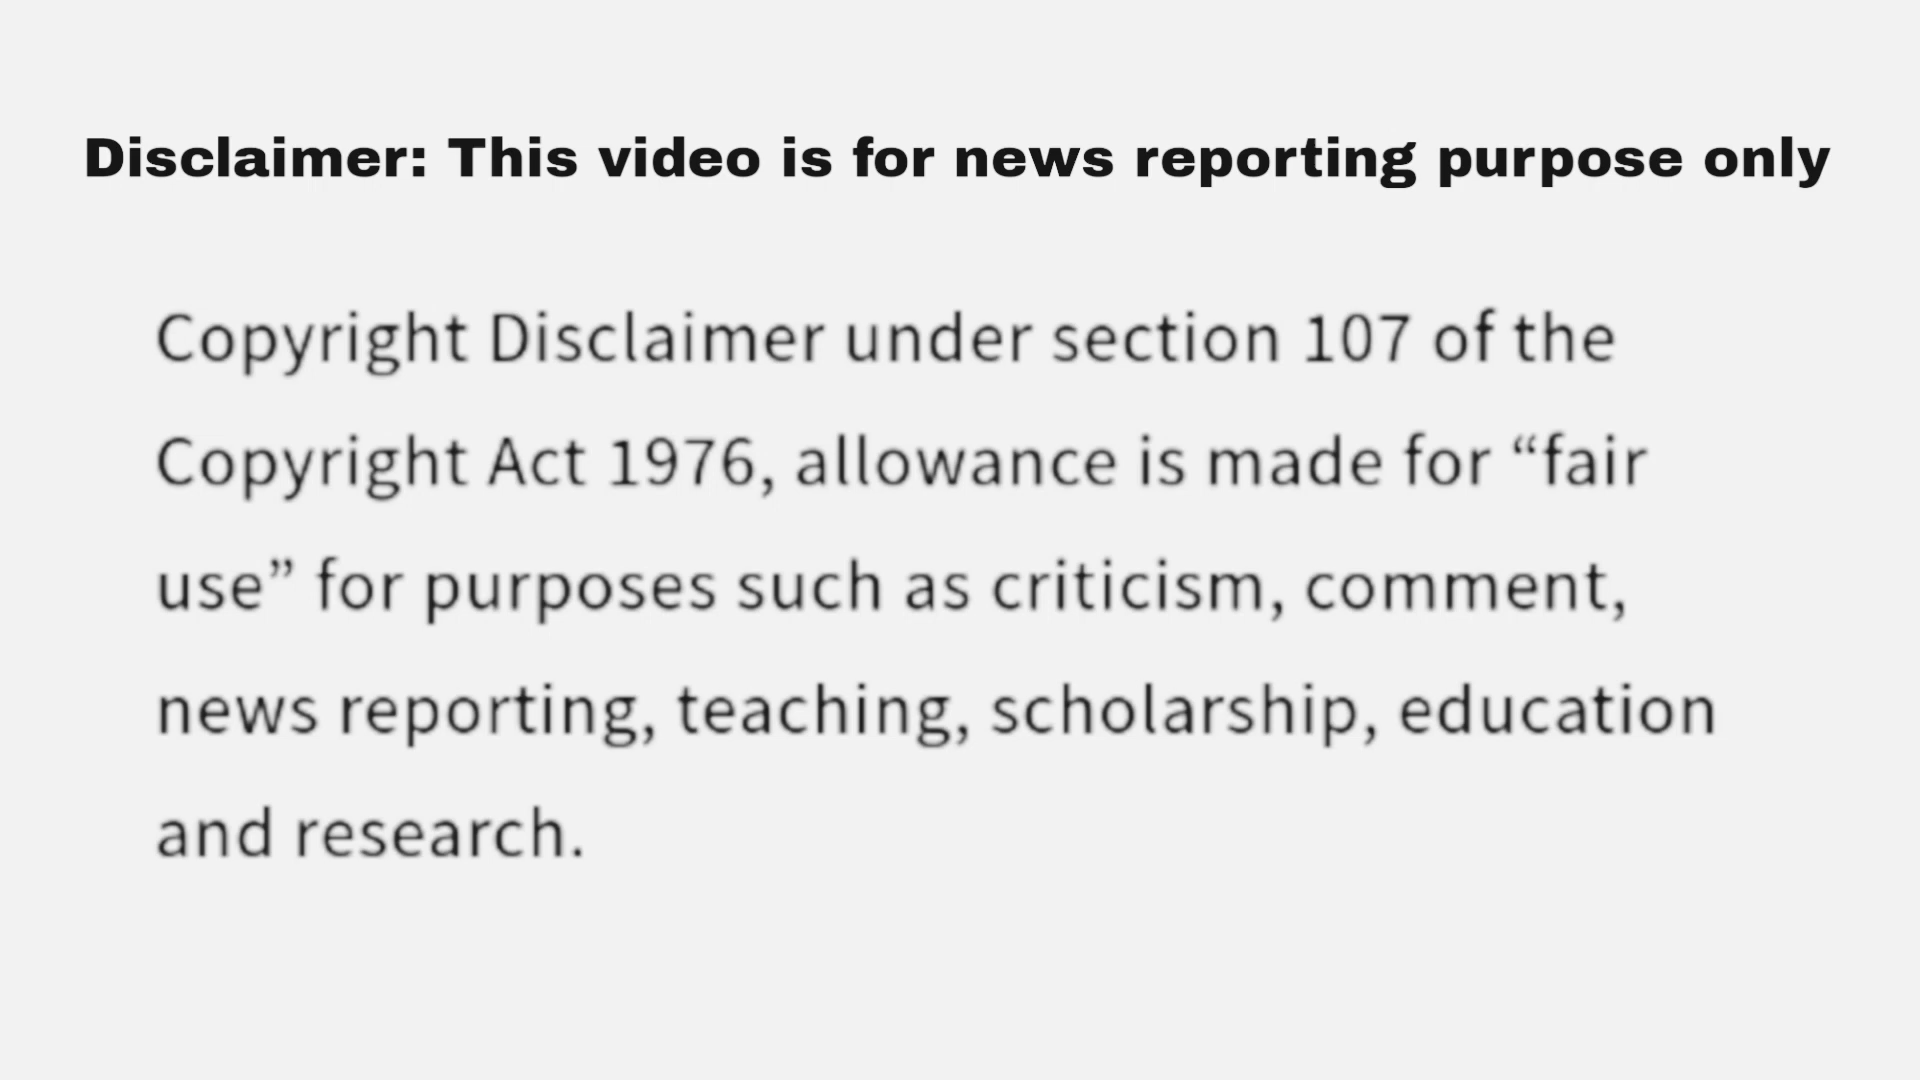 Disclaimer: This video is for news reporting purpose only
Copyright Disclaimer under section 107 of the
Copyright Act 1976, allowance is made for “fair
use” for purposes such as criticism, comment,
news reporting, teaching, scholarship, education
and research.